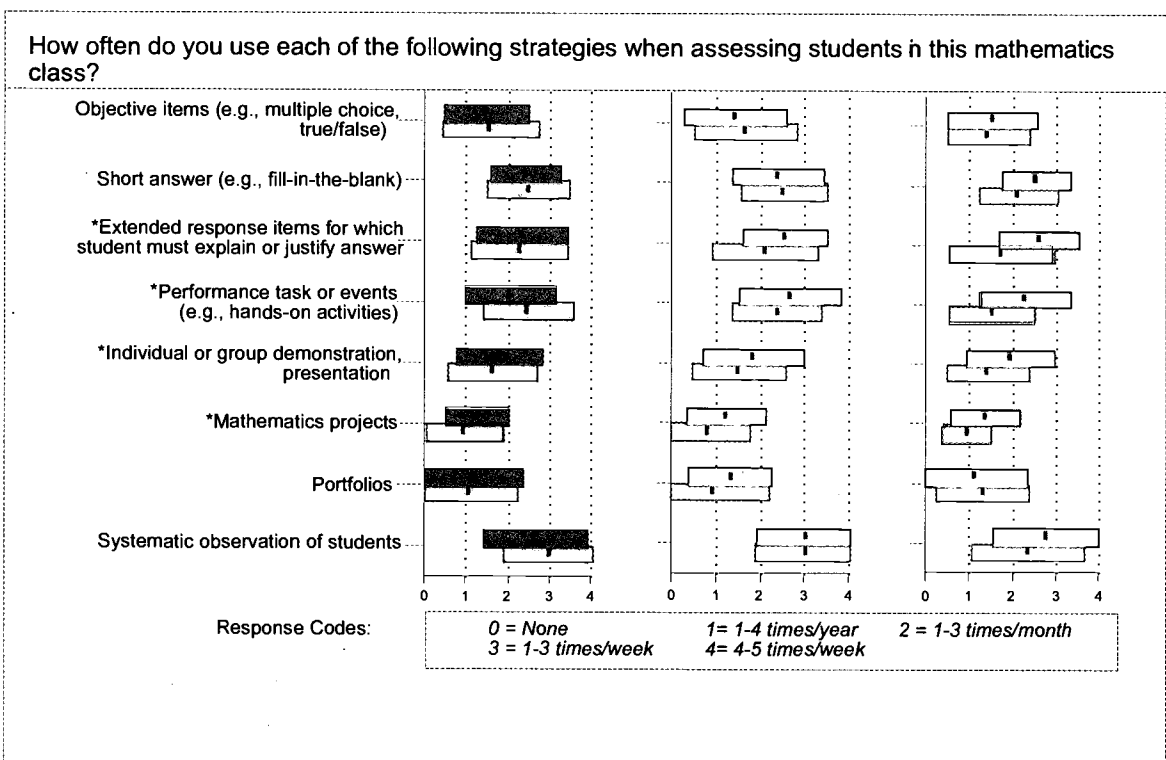 How often do you use each of the following strategies when assessing students in this mathematics
class?
Objective items (e.g., multiple choice,
true/false)
Short answer (e.g., fill-in-the-blank)
*Extended response items for which
student must explain or justify answer
*Performance task or events
(e.g., hands-on activities)
*Individual or group demonstration,
presentation
*Mathematics projects
Portfolios
Systematic observation of students
0 1 2 3 4 0 1 2 3 4 0 1 2 3 4
Response Codes: 0 = None 1= 1-4 times/year 2 = 1-3 times/month
3 = 1-3 times/week 4= 4-5 times/week